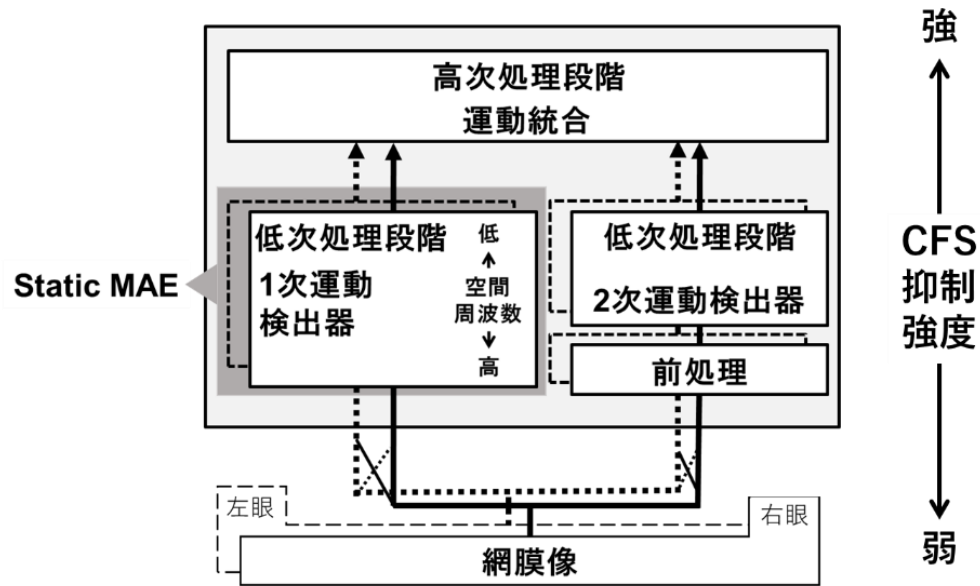 強
高次処理段階
運動統合
低次処理段階
1次運動
検出器
低
空間
周波数
高
低次処理段階
2次運動検出器
前処理
Static MAE
CFS
抑制
強度
左眼
右眼
網膜像
弱